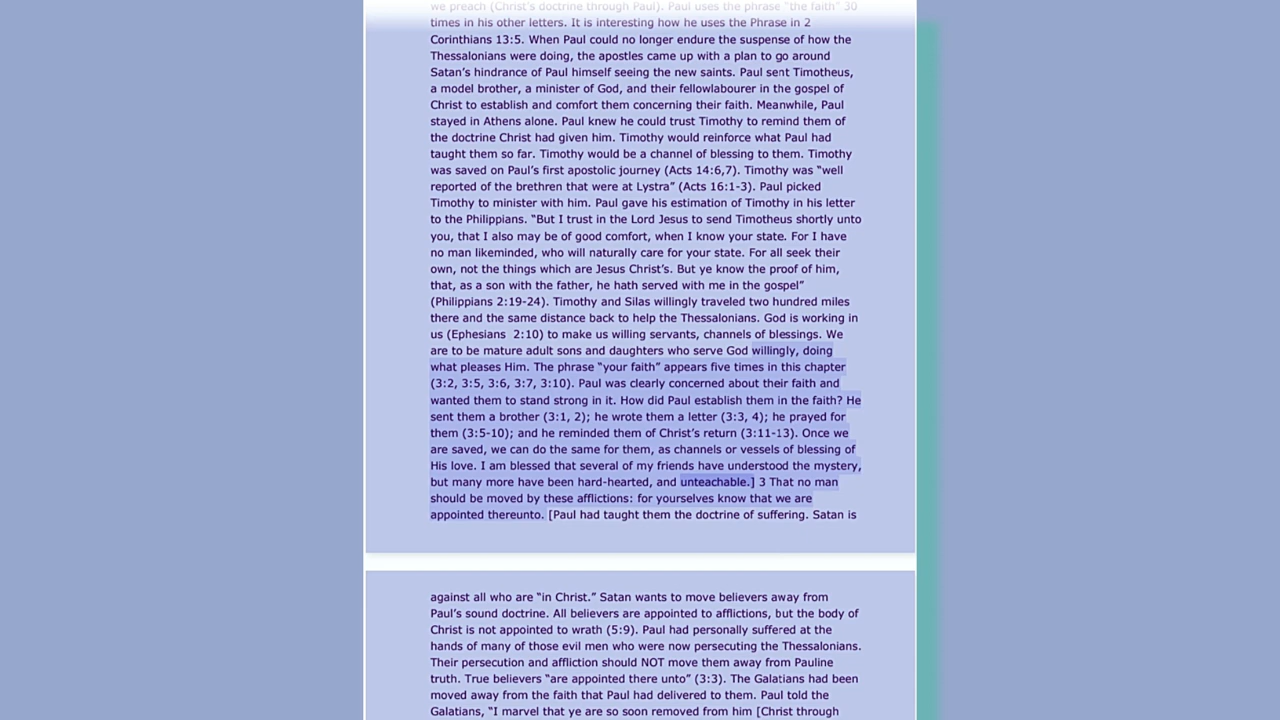 we preach (Christ's doctrine through Paul). Paul uses the phrase "the faith" 30
times in his other letters. It is interesting how he uses the Phrase in 2
Corinthians 13:5. When Paul could no longer endure the suspense of how the
Thessalonians were doing, the apostles came up with a plan to go around
Satan's hindrance of Paul himself seeing the new saints. Paul sent Timotheus,
a model brother, a minister of God, and their fellowlabourer in the gospel of
Christ to establish and comfort them concerning their faith. Meanwhile, Paul
stayed in Athens alone. Paul knew he could trust Timothy to remind them of
the doctrine Christ had given him. Timothy would reinforce what Paul had
taught them so far. Timothy would be a channel of blessing to them. Timothy
was saved on Paul's first apostolic journey (Acts 14:6,7). Timothy was "well
reported of the brethren that were at Lystra" (Acts 16:1-3). Paul picked
Timothy to minister with him. Paul gave his estimation of Timothy in his letter
to the Philippians. "But I trust in the Lord Jesus to send Timotheus shortly unto
you, that I also may be of good comfort, when I know your state. For I have
no man likeminded, who will naturally care for your state. For all seek their
own, not the things which are Jesus Christ's. But ye know the proof of him,
that, as a son with the father, he hath served with me in the gospel"
(Philippians 2:19-24). Timothy and Silas willingly traveled two hundred miles
there and the same distance back to help the Thessalonians. God is working in
us (Ephesians  2:10) to make us willing servants, channels of blessings. We
are to be mature adult sons and daughters who serve God willingly, doing
what pleases Him. The phrase "your faith" appears five times in this chapter
(3:2, 3:5, 3:6, 3:7, 3:10). Paul was clearly concerned about their faith and
wanted them to stand strong in it. How did Paul establish them in the faith? He
sent them a brother (3:1, 2); he wrote them a letter (3:3, 4); he prayed for
them (3:5-10); and he reminded them of Christ's return (3:11-13). Once we
are saved, we can do the same for them, as channels or vessels of blessing of
His love. I am blessed that several of my friends have understood the mystery,
but many more have been hard-hearted, and unteachable.] 3 That no man
should be moved by these afflictions: for yourselves know that we are
appointed thereunto. [Paul had taught them the doctrine of suffering. Satan is
against all who are "in Christ." Satan wants to move believers away from
Paul's sound doctrine. All believers are appointed to afflictions, but the body of
Christ is not appointed to wrath (5:9). Paul had personally suffered at the
hands of many of those evil men who were now persecuting the Thessalonians.
Their persecution and affliction should NOT move them away from Pauline
truth. True believers "are appointed there unto" (3:3). The Galatians had been
moved away from the faith that Paul had delivered to them. Paul told the
Galatians, "I marvel that ye are so soon removed from him [Christ through